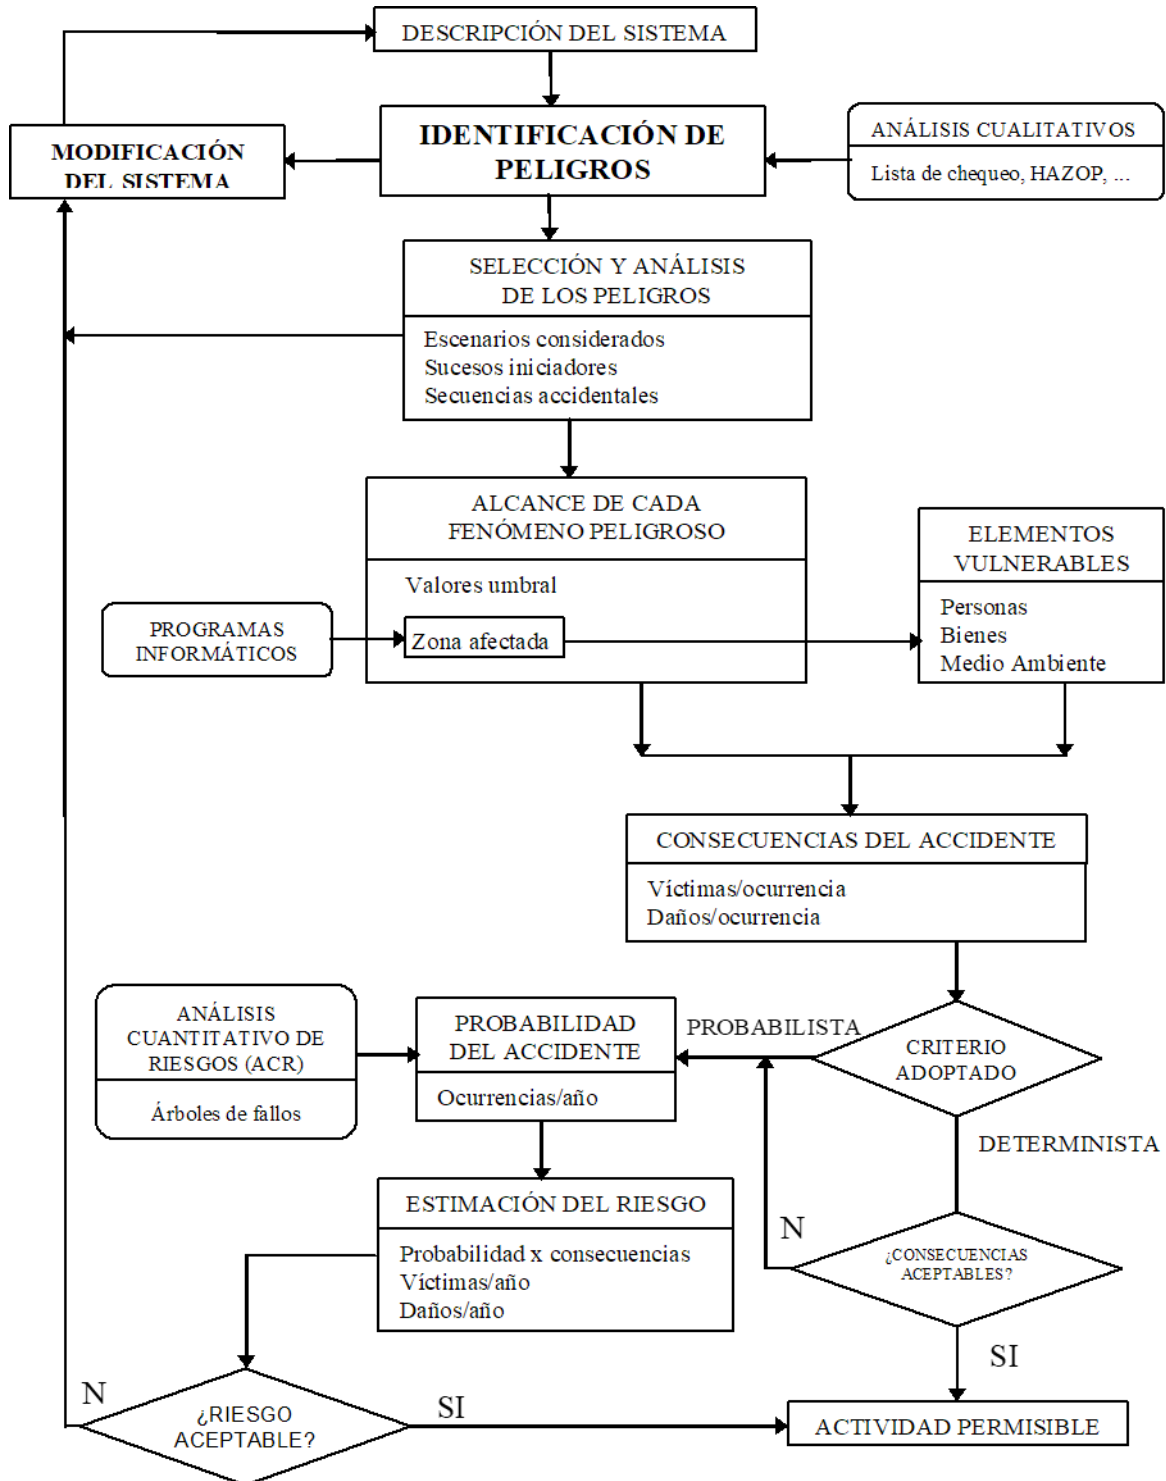 DESCRIPCIÓN DEL SISTEMA
IDENTIFICACIÓN DE
PELIGROS
MODIFICACIÓN
DEL SISTEMA
ANÁLISIS CUALITATIVOS
Lista de chequeo, HAZOP, ...
SELECCIÓN Y ANÁLISIS
DE LOS PELIGROS
Escenarios considerados
Sucesos iniciadores
Secuencias accidentales
ALCANCE DE CADA
FENÓMENO PELIGROSO
Valores umbral
Zona afectada
PROGRAMAS
INFORMÁTICOS
ELEMENTOS
VULNERABLES
Personas
Bienes
Medio Ambiente
CONSECUENCIAS DEL ACCIDENTE
Víctimas/ocurrencia
Daños/ocurrencia
CRITERIO
ADOPTADO
PROBABILISTA
DETERMINISTA
PROBABILIDAD
DEL ACCIDENTE
Ocurrencias/año
ANÁLISIS
CUANTITATIVO DE
RIESGOS (ACR)
Árboles de fallos
ESTIMACIÓN DEL RIESGO
Probabilidad x consecuencias
Víctimas/año
Daños/año
¿CONSECUENCIAS
ACEPTABLES?
N
SI
¿RIESGO
ACEPTABLE?
N
SI
ACTIVIDAD PERMISIBLE